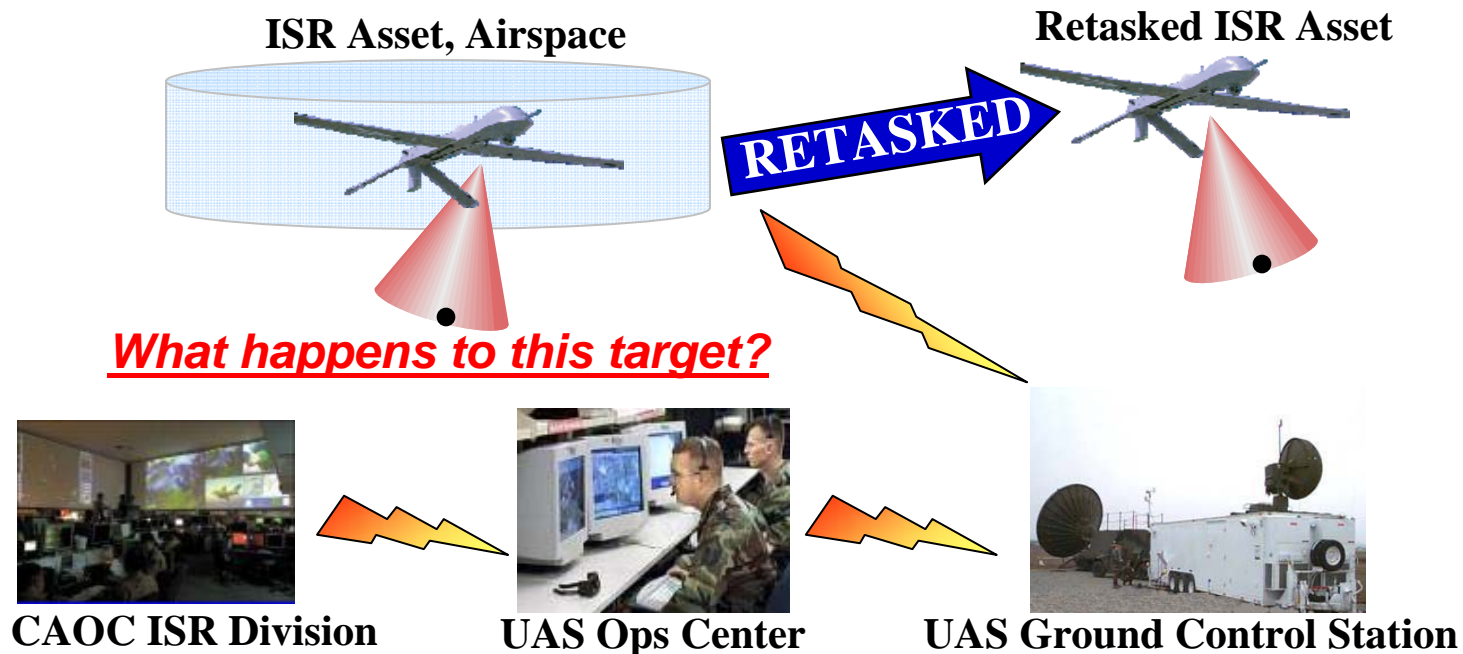 ISR Asset, Airspace
Retasked ISR Asset
RETASKED
What happens to this target?
CAOC ISR Division
UAS Ops Center
UAS Ground Control Station